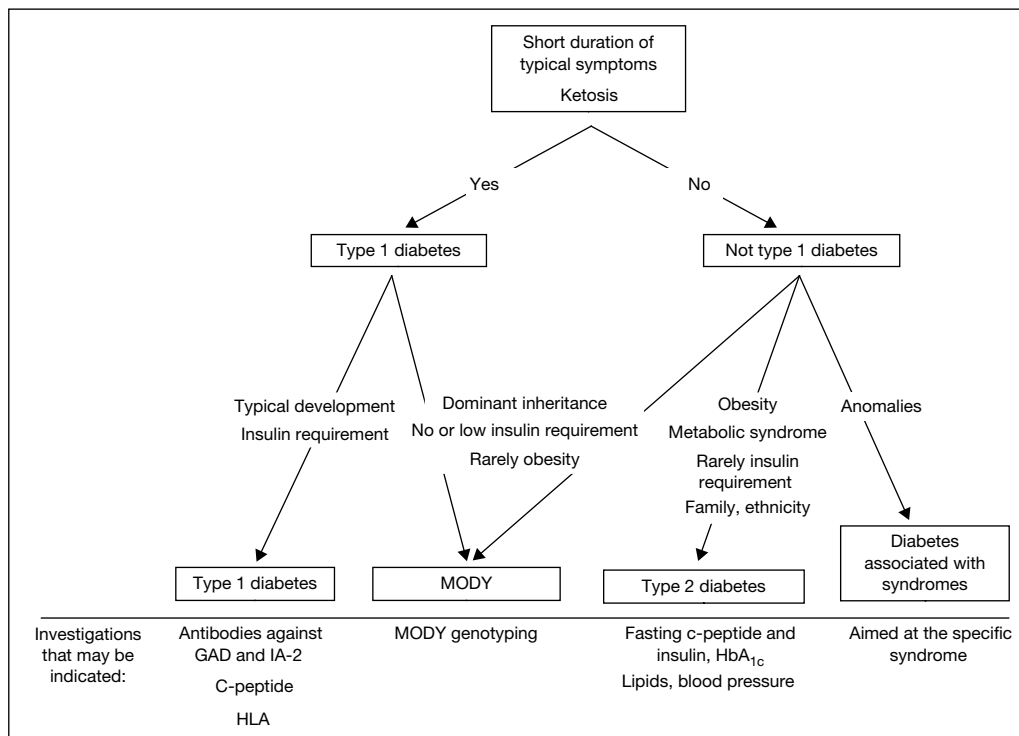 Short duration of
typical symptoms
Ketosis
Yes
No
Type 1 diabetes
Not type 1 diabetes
Typical development
Insulin requirement
Dominant inheritance
No or low insulin requirement
Rarely obesity
Obesity
Metabolic syndrome
Rarely insulin
requirement
Family, ethnicity
Anomalies
Type 1 diabetes
MODY
Type 2 diabetes
Diabetes
associated with
syndromes
Investigations
that may be
indicated:
Antibodies against
GAD and IA-2
C-peptide
HLA
MODY genotyping
Fasting c-peptide and
insulin, HbA1c
Lipids, blood pressure
Aimed at the specific
syndrome